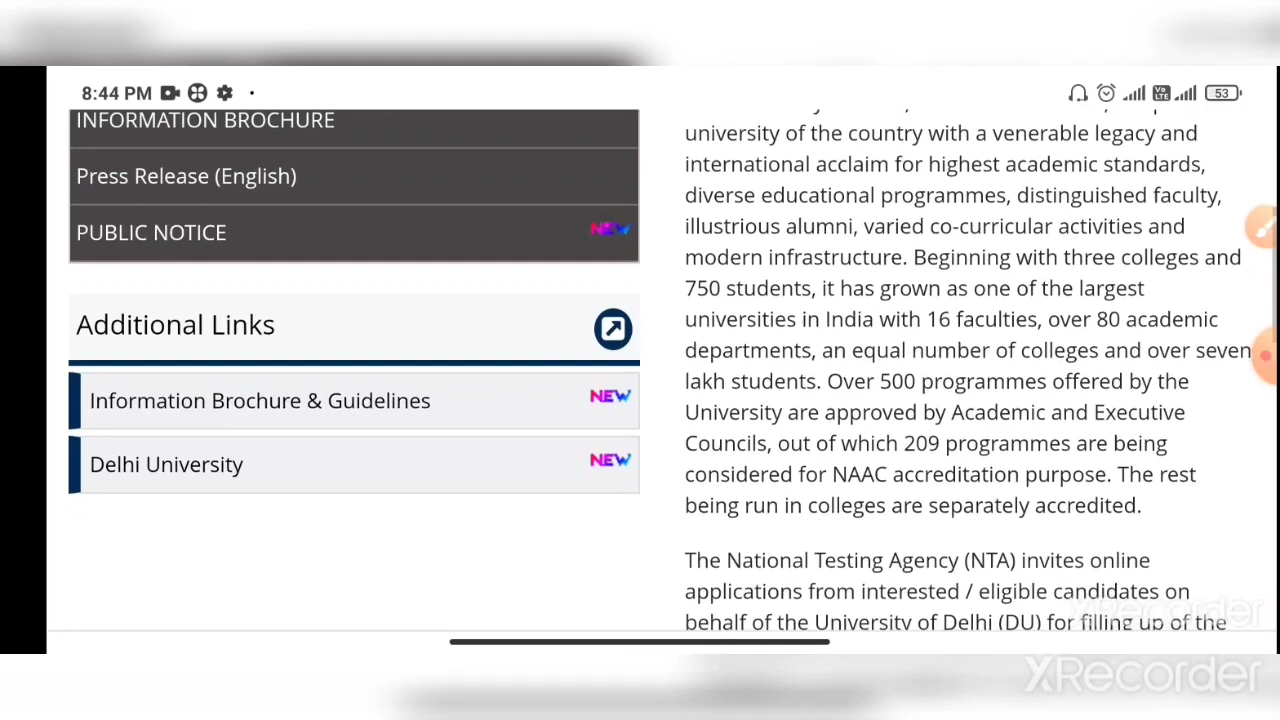 8:44 PM
53
INFORMATION BROCHURE
Press Release (English)
PUBLIC NOTICE NEW
Additional Links
Information Brochure & Guidelines NEW
Delhi University NEW
university of the country with a venerable legacy and
international acclaim for highest academic standards,
diverse educational programmes, distinguished faculty,
illustrious alumni, varied co-curricular activities and
modern infrastructure. Beginning with three colleges and
750 students, it has grown as one of the largest
universities in India with 16 faculties, over 80 academic
departments, an equal number of colleges and over seven
lakh students. Over 500 programmes offered by the
University are approved by Academic and Executive
Councils, out of which 209 programmes are being
considered for NAAC accreditation purpose. The rest
being run in colleges are separately accredited.
The National Testing Agency (NTA) invites online
applications from interested / eligible candidates on
behalf of the University of Delhi (DU) for filling up of the
XRecorder
XRecorder